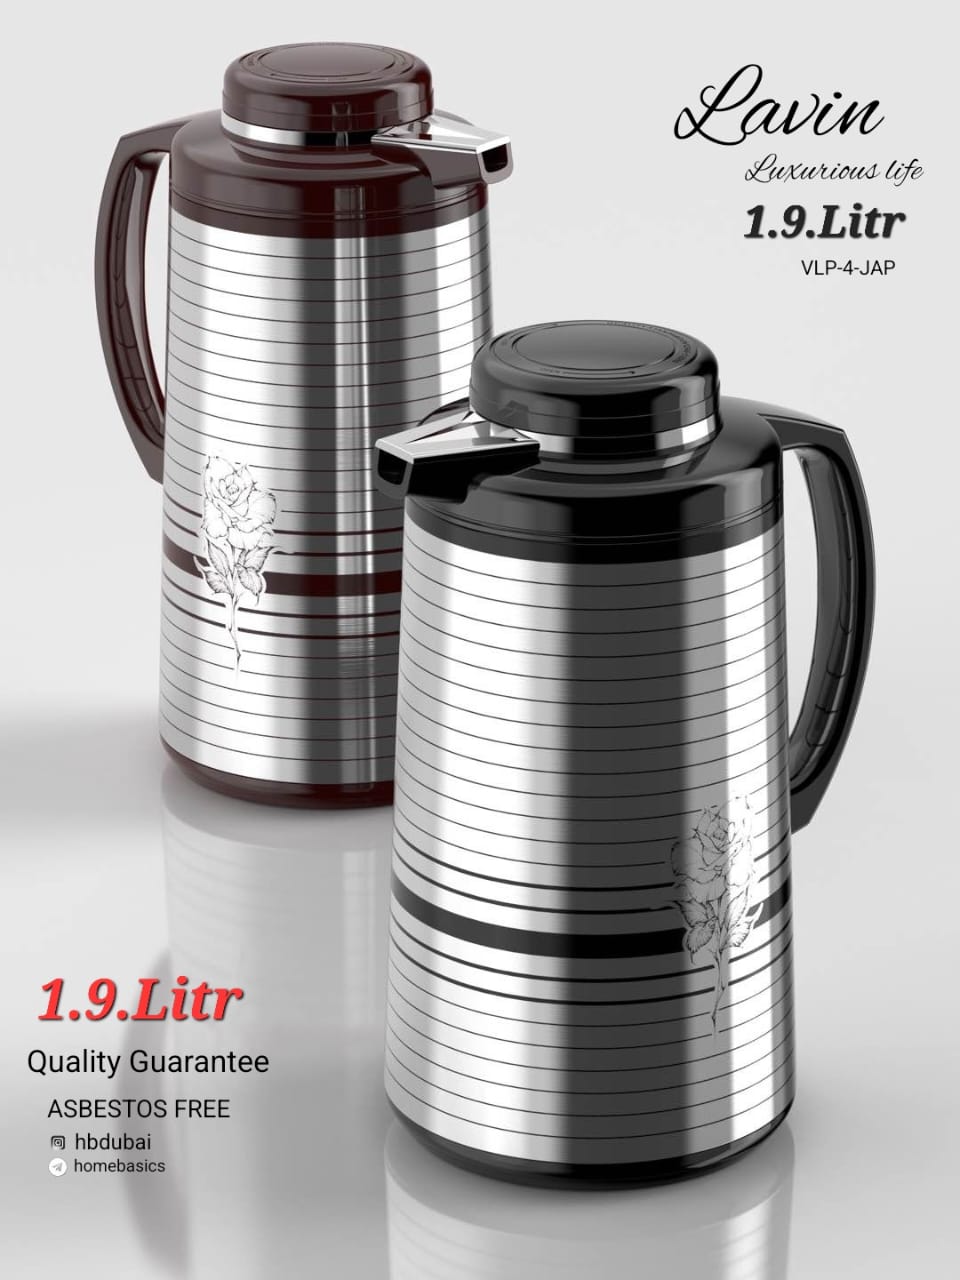 Lavin
Luxurious life
1.9.Litr
VLP-4-JAP
1.9.Litr
Quality Guarantee
ASBESTOS FREE
hbdubai
homebasics